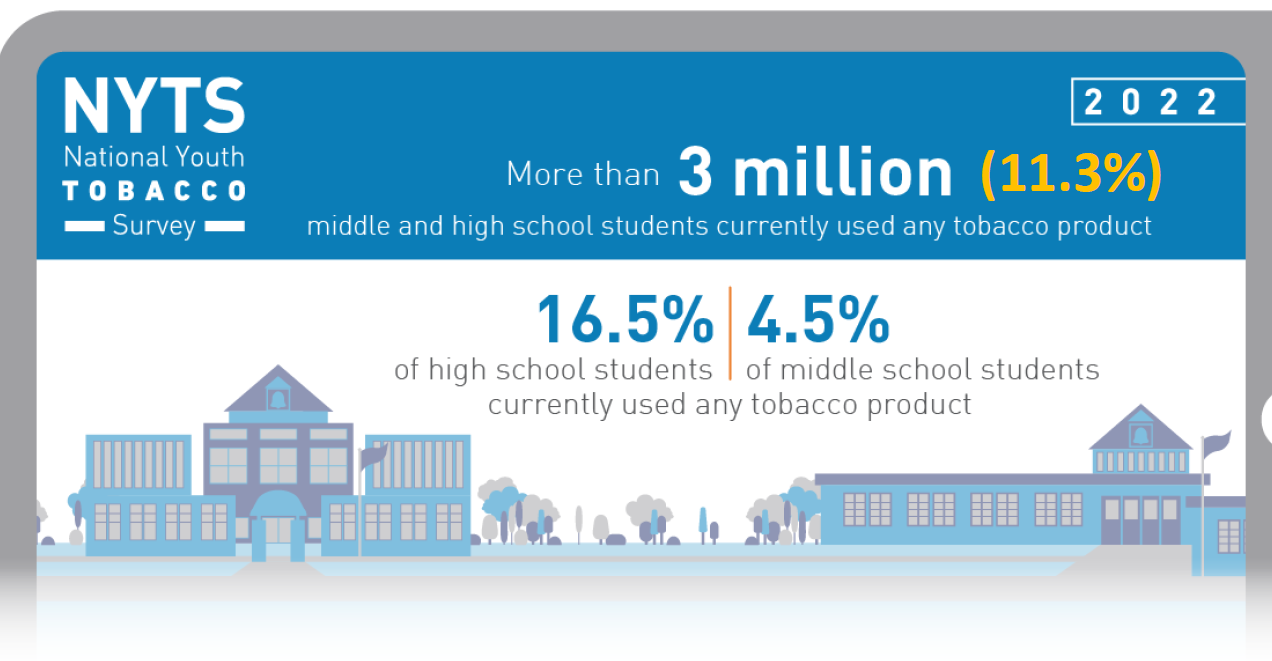 NYTS
National Youth
TOBACCO
Survey
2022
More than 3 million (11.3%)
middle and high school students currently used any tobacco product
16.5% 4.5%
of high school students of middle school students
currently used any tobacco product